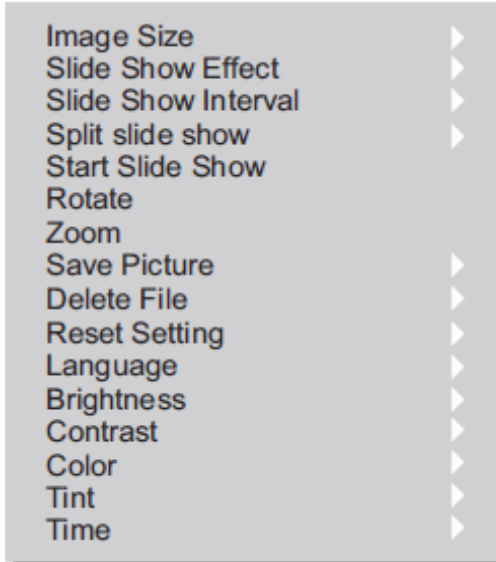 Image Size
Slide Show Effect
Slide Show Interval
Split slide show
Start Slide Show
Rotate
Zoom
Save Picture
Delete File
Reset Setting
Language
Brightness
Contrast
Color
Tint
Time